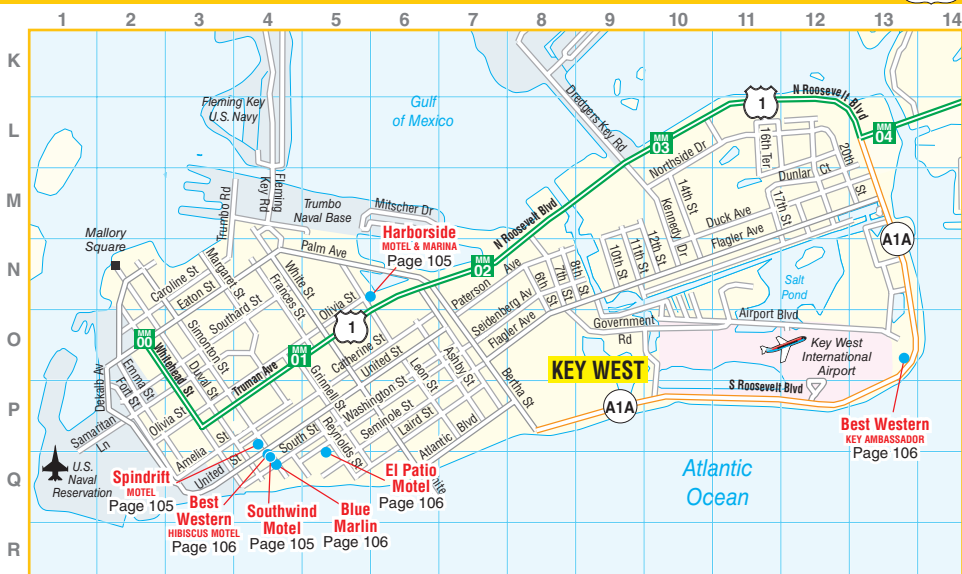 1 2 3 4 5 6 7 8 9 10 11 12 13 14
K
L
M
N
O
P
Q
R
Fleming Key
U.S. Navy
Gulf
of Mexico
Dredgers Key Rd
N Roosevelt Blvd
1
MM
04
MM
03
Northside Dr
16th Ter
20th St
Dunlar Ct
14th St
17th St
Kennedy Dr
Duck Ave
Flagler Ave
A1A
Trumbo Rd
Fleming
Key Rd
Trumbo
Naval Base
Mitscher Dr
Mallory
Square
Palm Ave
Harborside
MOTEL & MARINA
Page 105
N Roosevelt Blvd
MM
02
10th St
11th St
12th St
Caroline St
Eaton St
Margaret St
Southard St
Frances St
White St
Olivia St
1
Paterson Ave
6th St
7th St
8th St
Seidenberg Av
Flagler Ave
Salt
Pond
Government
Rd
Airport Blvd
MM
00
Whitehead St
Simonton St
Duval St
Truman Ave
MM
01
Catherine St
United St
Grinnell St
Washington St
Leon St
Ashby St
Bertha St
KEY WEST
Key West
International
Airport
S Roosevelt Blvd
A1A
Dekalb Av
Emma St
Fort St
Olivia St
Samaritan
Ln
Amelia St
United St
South St
Reynolds St
Seminole St
Laird St
Atlantic Blvd
Best Western
KEY AMBASSADOR
Page 106
U.S.
Naval
Reservation
Spindrift
MOTEL
Page 105
Best
Western
HIBISCUS MOTEL
Page 106
Southwind
Motel
Page 105
Blue
Marlin
Page 106
El Patio
Motel
Page 106
Atlantic
Ocean